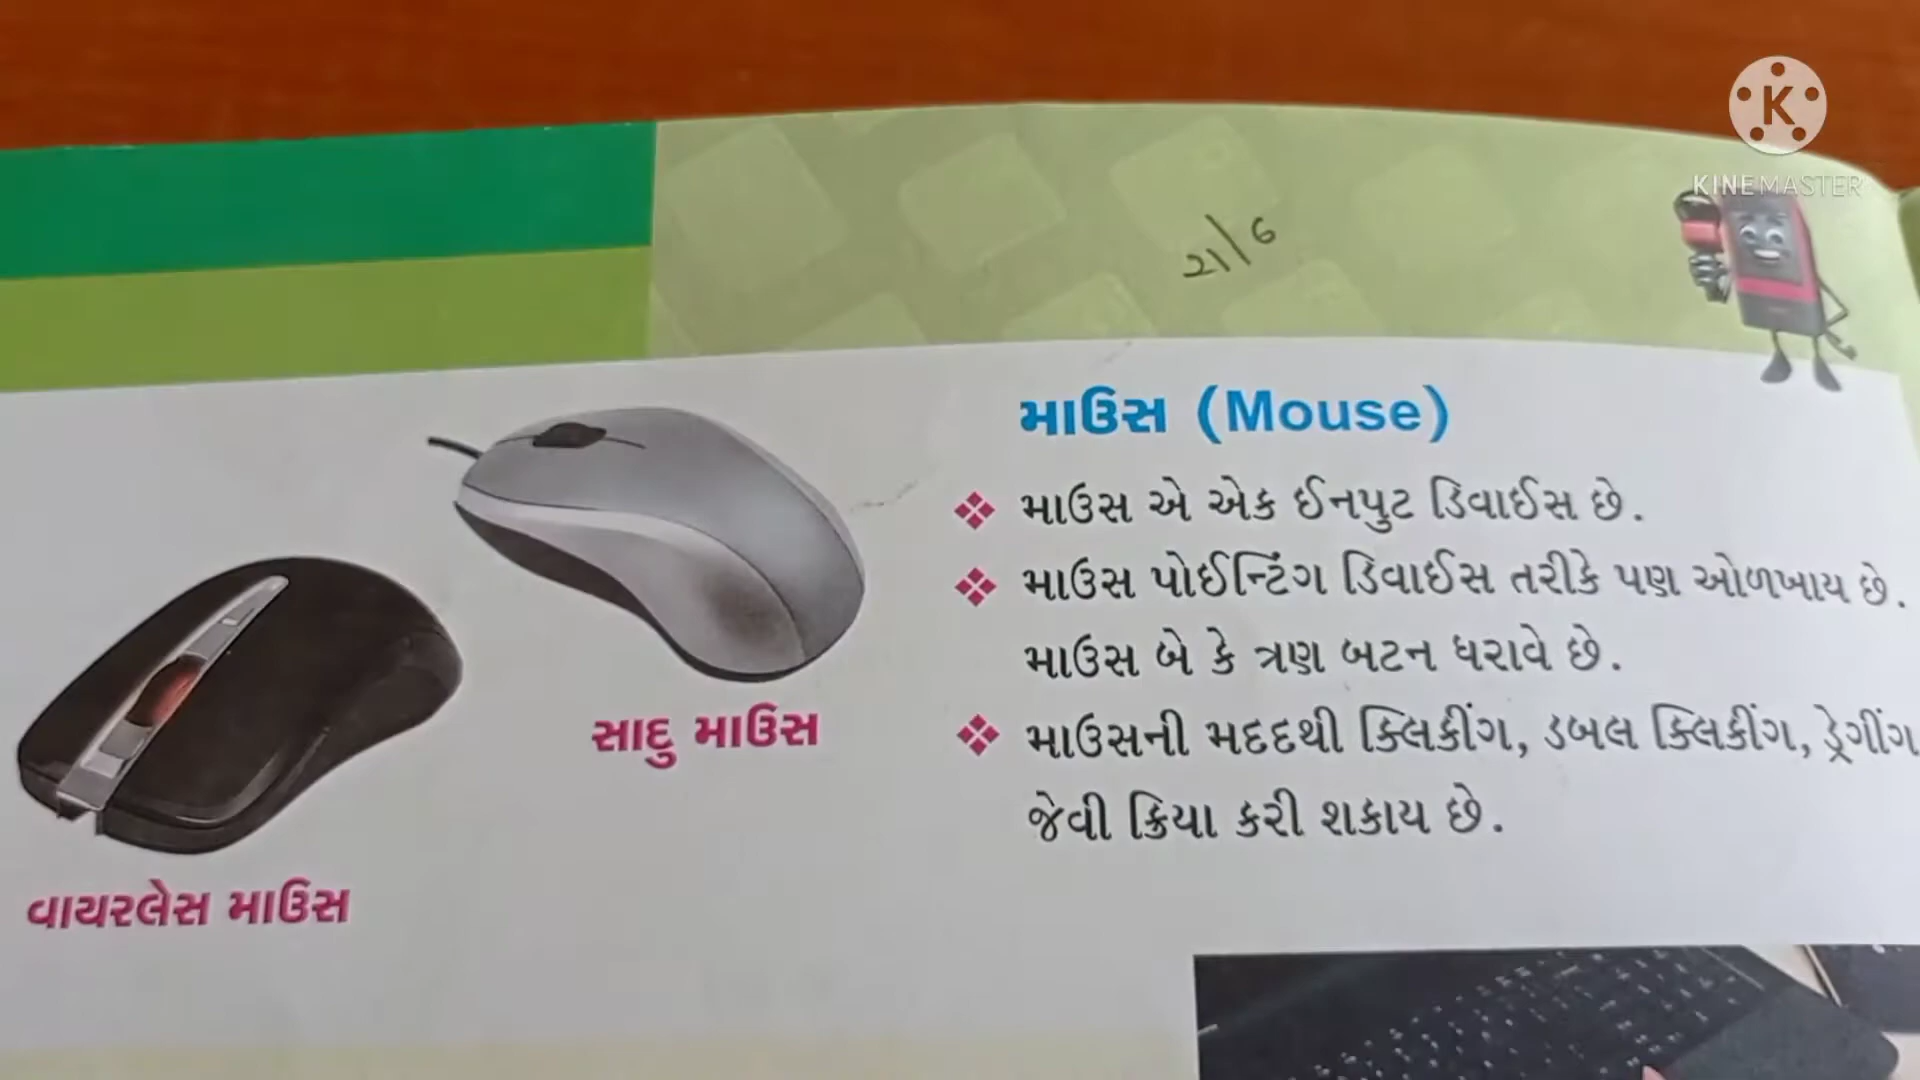 KINEMASTER
૨૧/૬
માઉસ (Mouse)
❖ માઉસ એ એક ઈનપુટ ડિવાઈસ છે.
❖ માઉસ પોઈન્ટિંગ ડિવાઈસ તરીકે પણ ઓળખાય છે.
માઉસ બે કે ત્રણ બટન ધરાવે છે.
❖ માઉસની મદદથી ક્લિકીંગ, ડબલ ક્લિકીંગ, ડ્રેગીંગ
જેવી ક્રિયા કરી શકાય છે.
સાદુ માઉસ
વાયરલેસ માઉસ